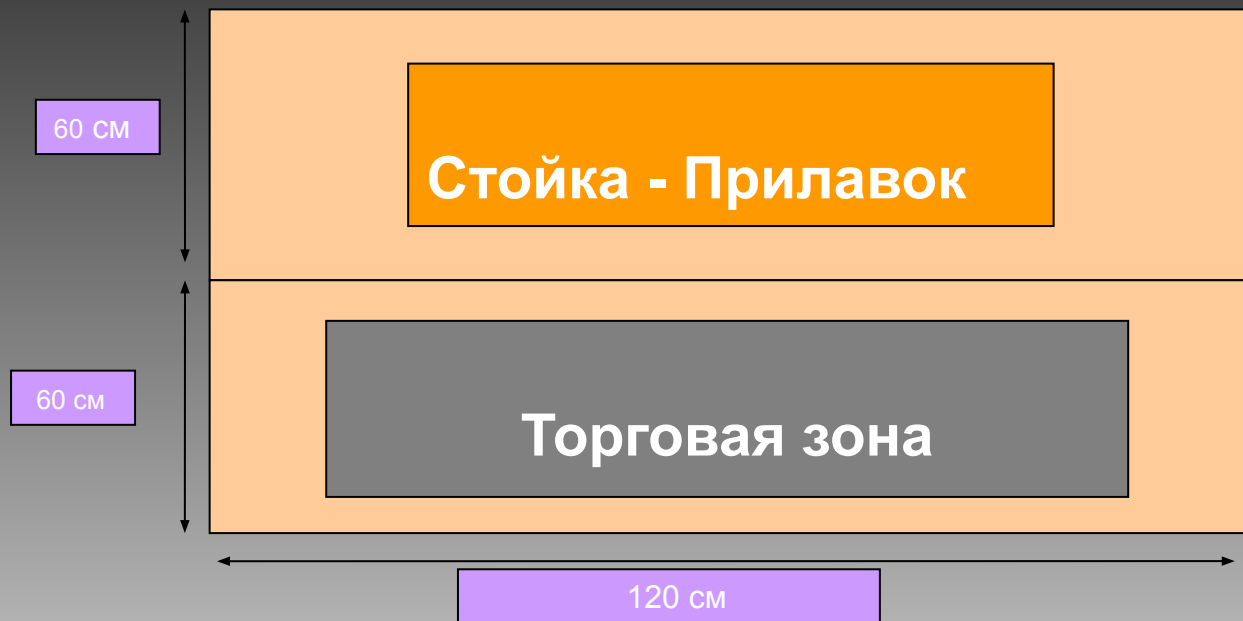 60 см
Стойка - Прилавок
60 см
Торговая зона
120 см